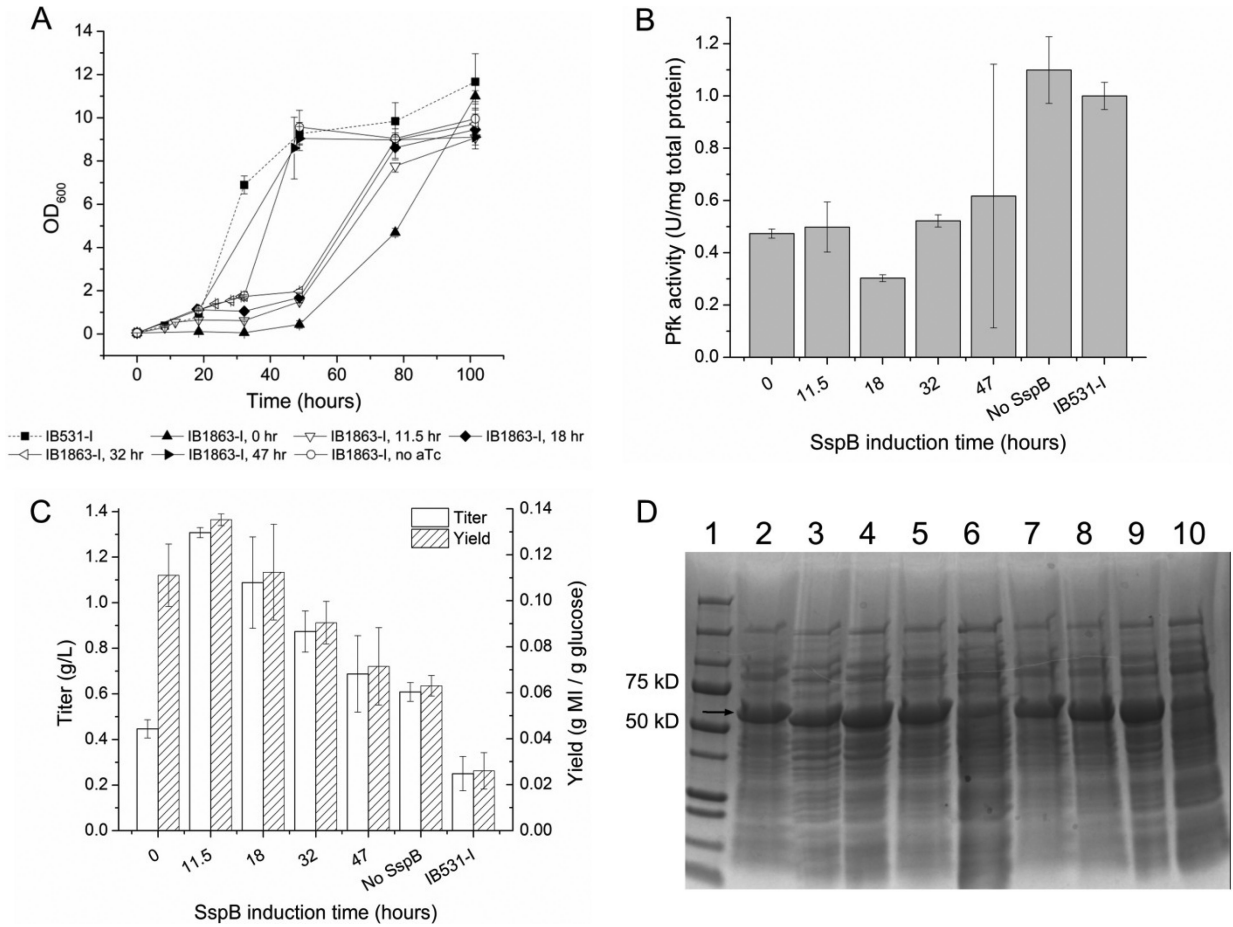 A
OD600
14
12
10
8
6
4
2
0
0 20 40 60 80 100
Time (hours)
IB531-I IB1863-I, 0 hr IB1863-I, 11.5 hr IB1863-I, 18 hr
IB1863-I, 32 hr IB1863-I, 47 hr IB1863-I, no aTc
B
Pfk activity (U/mg total protein)
1.2
1.0
0.8
0.6
0.4
0.2
0.0
0 11.5 18 32 47 No SspB IB531-I
SspB induction time (hours)
C
Titer (g/L)
1.4
1.2
1.0
0.8
0.6
0.4
0.2
0.0
Titer
Yield
0.14
0.12
0.10
0.08
0.06
0.04
0.02
0.00
Yield (g MI / g glucose)
0 11.5 18 32 47 No SspB IB531-I
SspB induction time (hours)
D
1 2 3 4 5 6 7 8 9 10
75 kD
50 kD